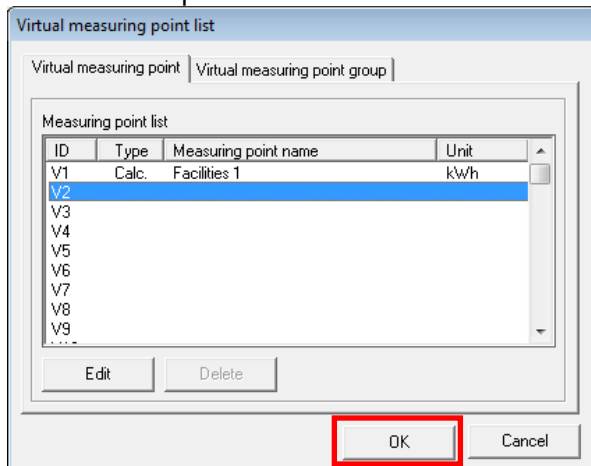 Virtual measuring point list
Virtual measuring point Virtual measuring point group
Measuring point list
ID Type Measuring point name Unit
V1 Calc. Facilities 1 kWh
V2
V3
V4
V5
V6
V7
V8
V9
Edit Delete
OK Cancel